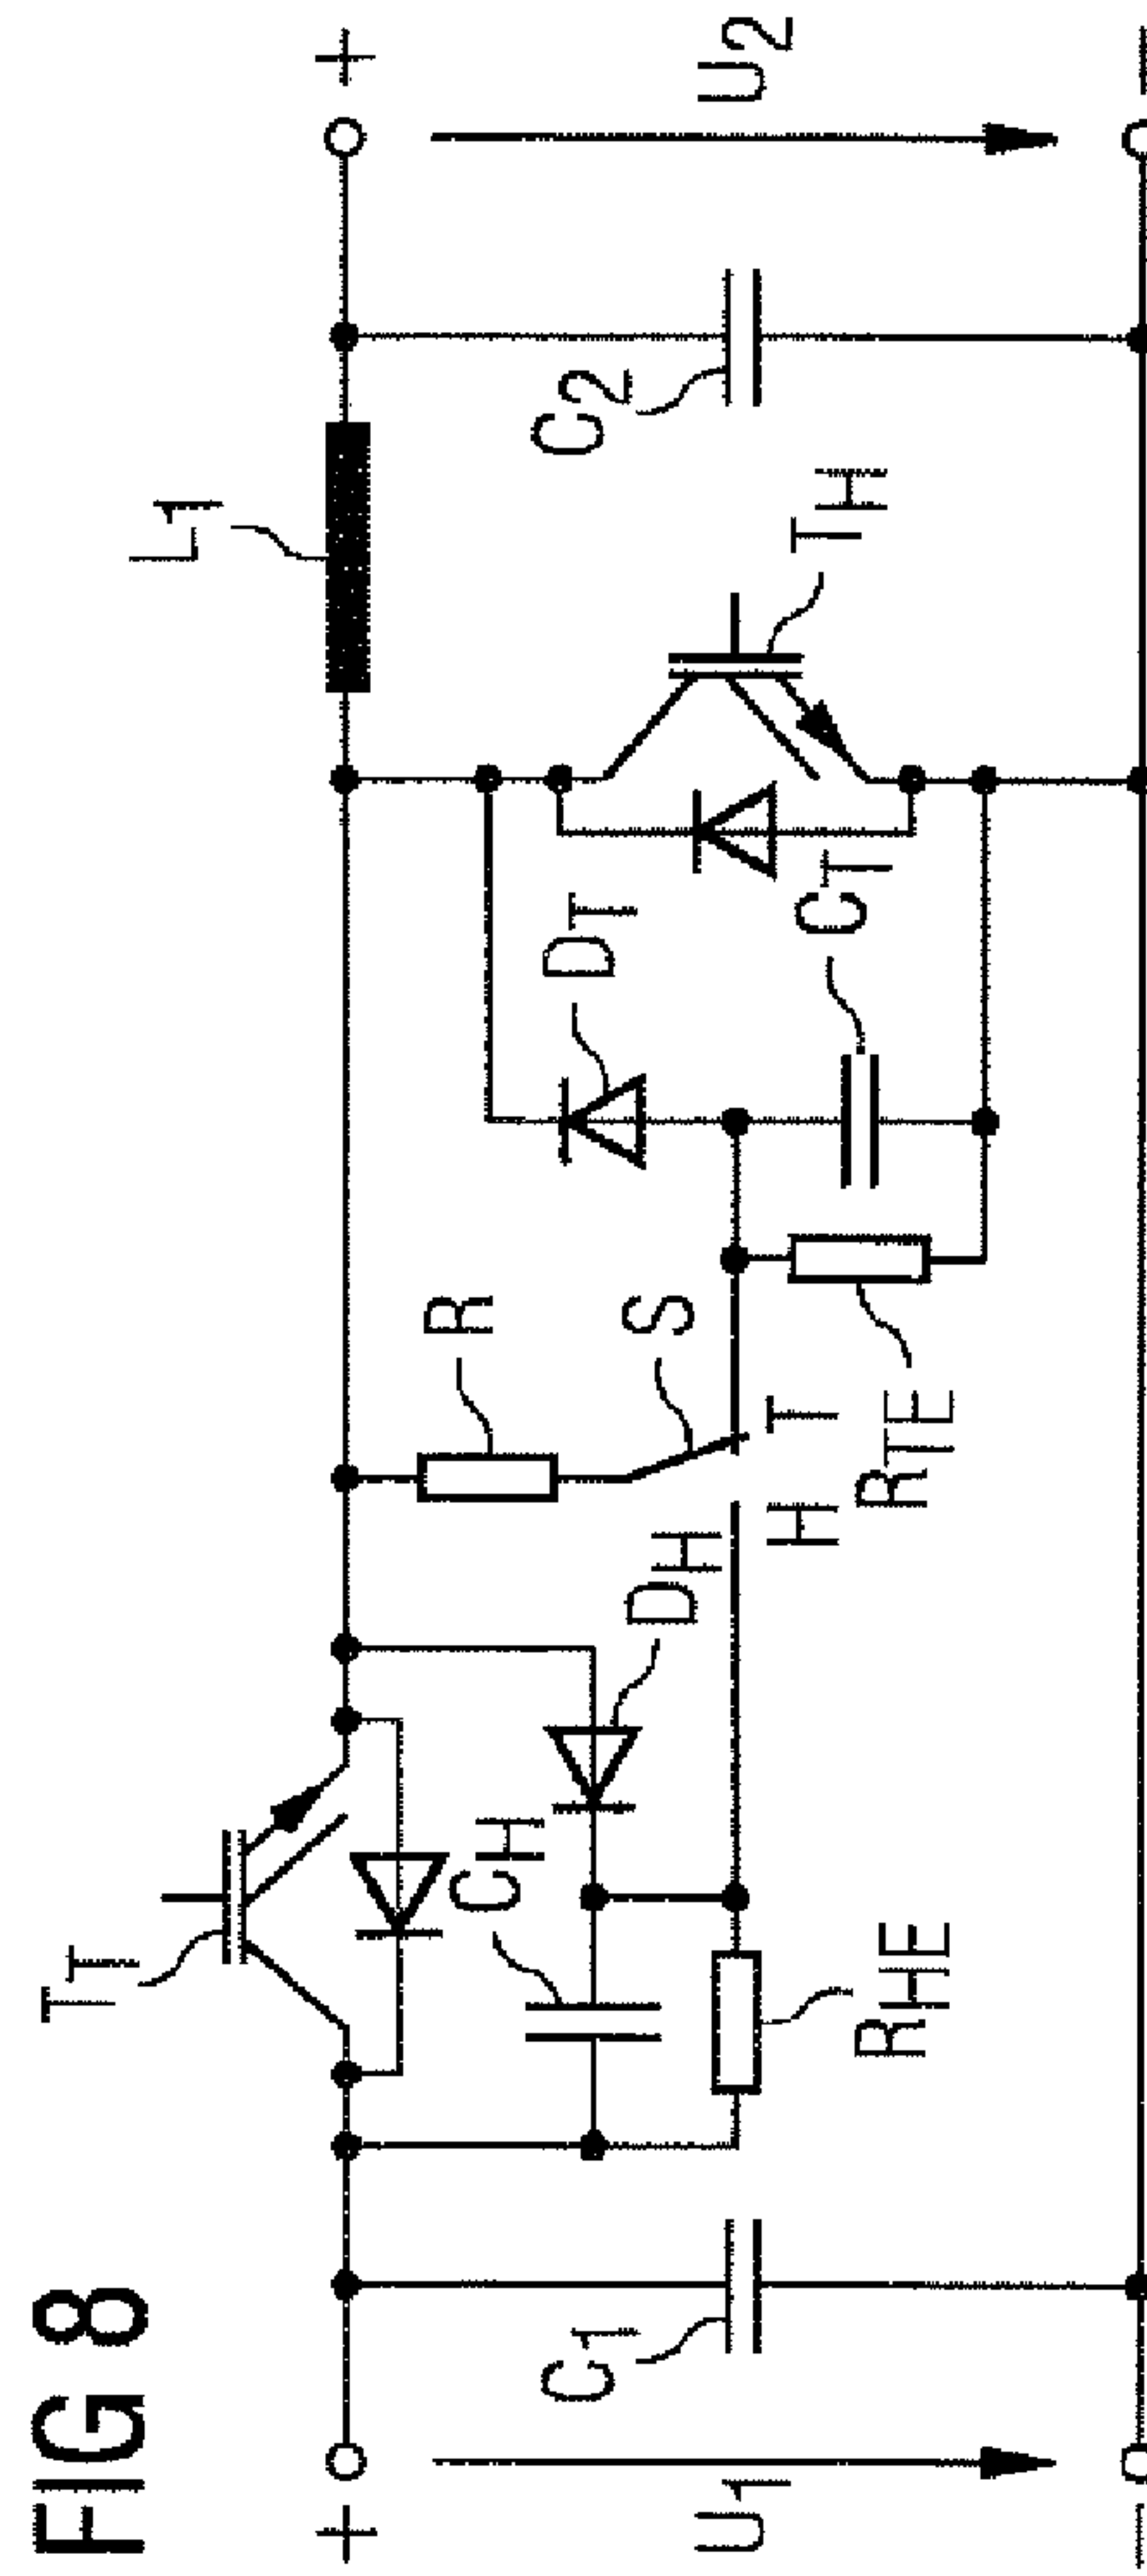 FIG 8
+
U1
−
C1
TT
CH
DH
RHE
R
S
H
T
RTE
DT
CT
TH
L1
C2
+
U2
−